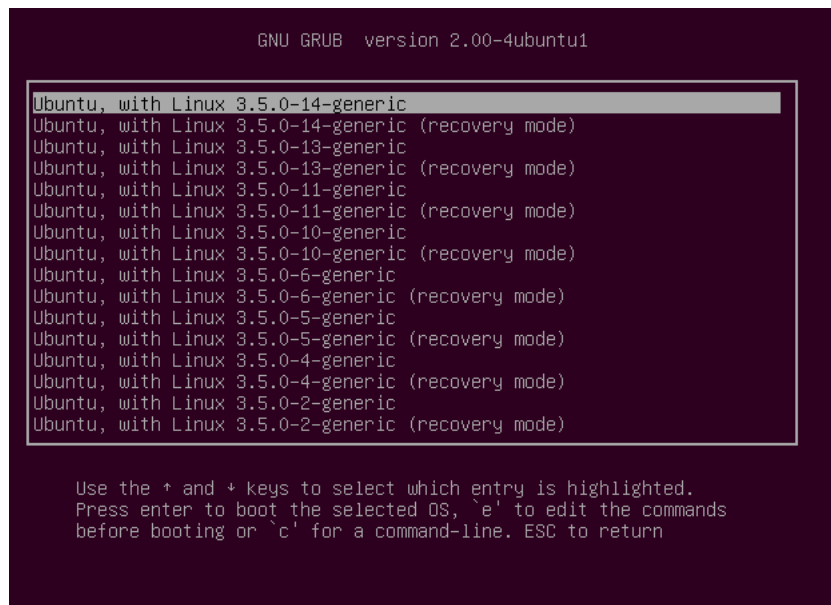 GNU GRUB  version 2.00-4ubuntu1
Ubuntu, with Linux 3.5.0-14-generic
Ubuntu, with Linux 3.5.0-14-generic (recovery mode)
Ubuntu, with Linux 3.5.0-13-generic
Ubuntu, with Linux 3.5.0-13-generic (recovery mode)
Ubuntu, with Linux 3.5.0-11-generic
Ubuntu, with Linux 3.5.0-11-generic (recovery mode)
Ubuntu, with Linux 3.5.0-10-generic
Ubuntu, with Linux 3.5.0-10-generic (recovery mode)
Ubuntu, with Linux 3.5.0-6-generic
Ubuntu, with Linux 3.5.0-6-generic (recovery mode)
Ubuntu, with Linux 3.5.0-5-generic
Ubuntu, with Linux 3.5.0-5-generic (recovery mode)
Ubuntu, with Linux 3.5.0-4-generic
Ubuntu, with Linux 3.5.0-4-generic (recovery mode)
Ubuntu, with Linux 3.5.0-2-generic
Ubuntu, with Linux 3.5.0-2-generic (recovery mode)
Use the ↑ and ↓ keys to select which entry is highlighted.
Press enter to boot the selected OS, `e' to edit the commands
before booting or `c' for a command-line. ESC to return